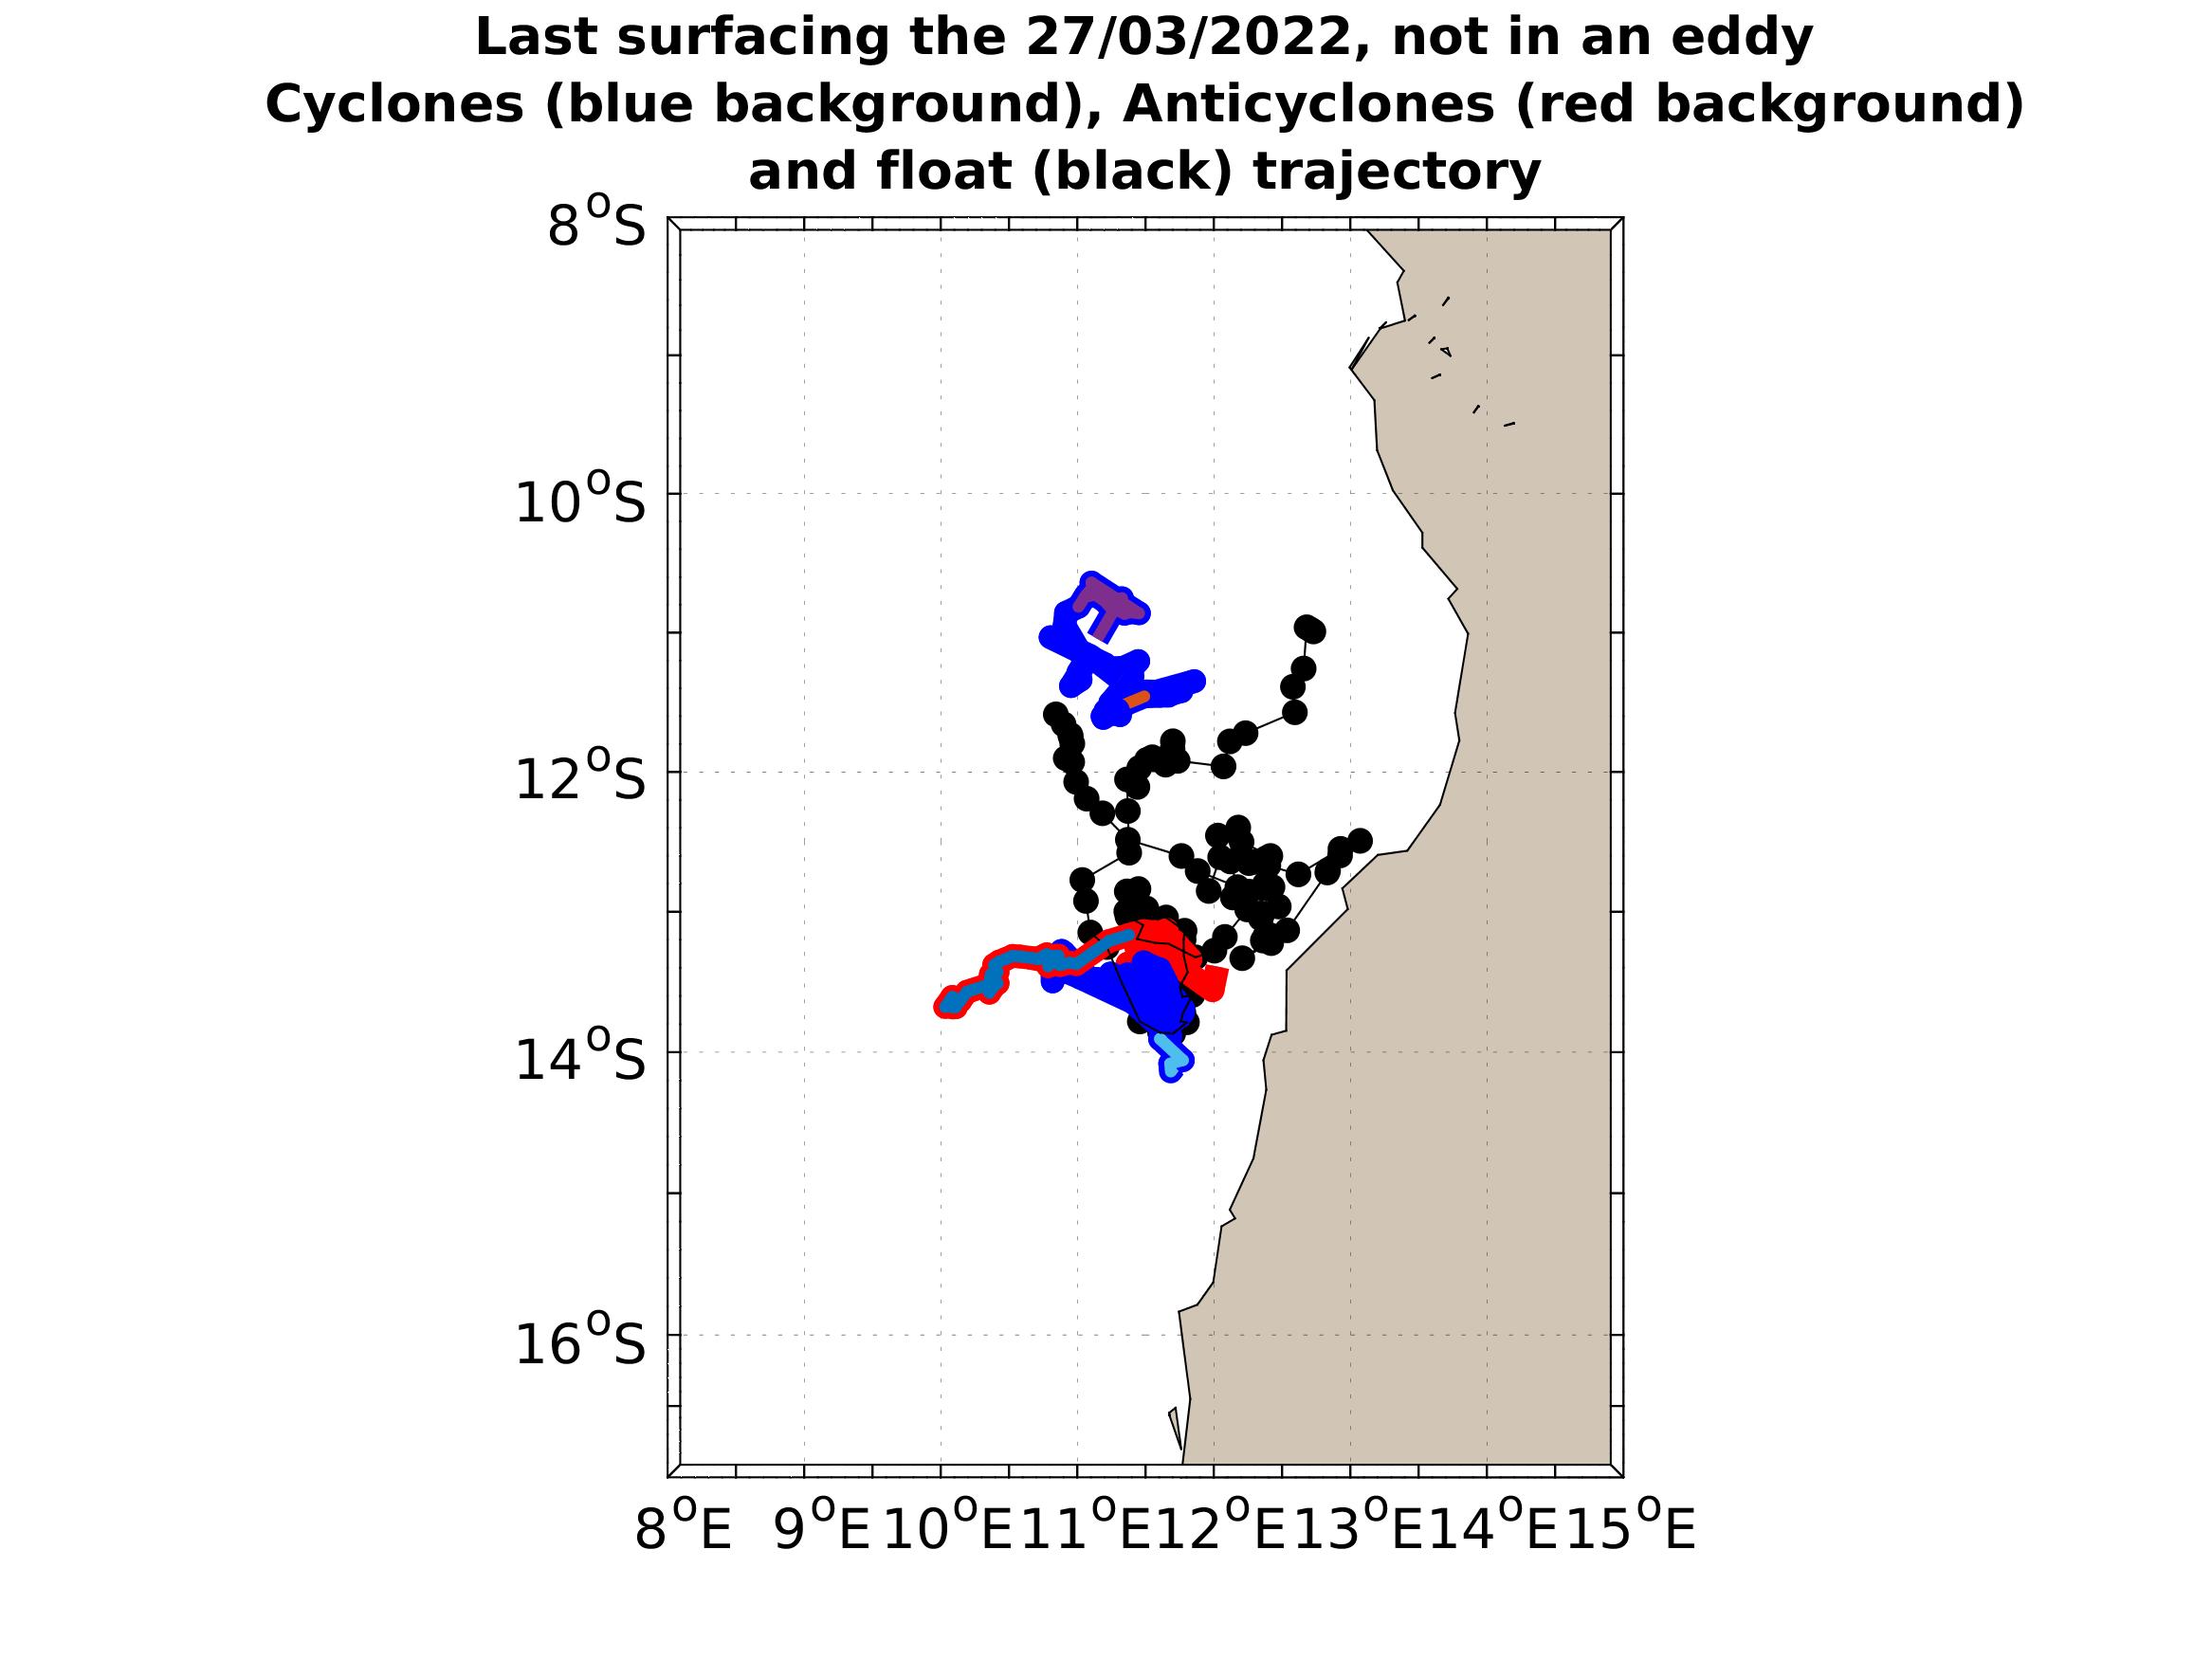 Last surfacing the 27/03/2022, not in an eddy
Cyclones (blue background), Anticyclones (red background)
and float (black) trajectory
8°S
10°S
12°S
14°S
16°S
8°E 9°E 10°E 11°E 12°E 13°E 14°E 15°E